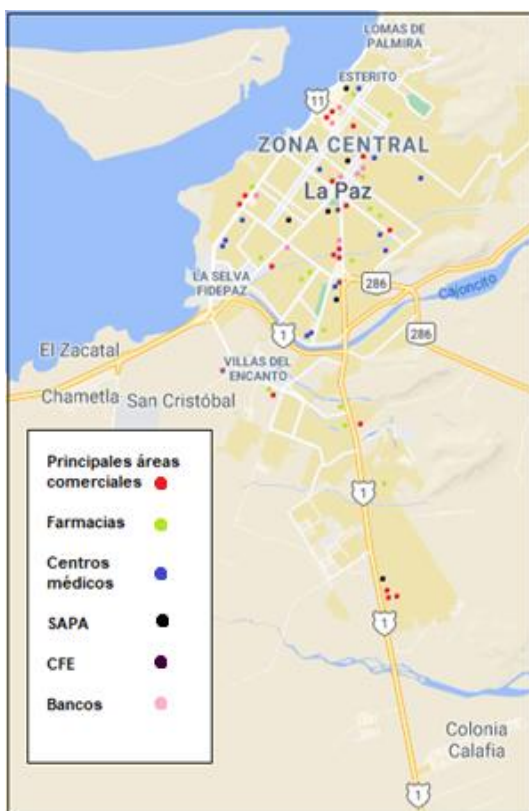 LOMAS DE
PALMIRA
ESTERITO
11
ZONA CENTRAL
La Paz
LA SELVA
FIDEPAZ
286
Cajoncito
1
286
El Zacatal
VILLAS DEL
ENCANTO
Chametla
San Cristóbal
Principales áreas
comerciales
1
Farmacias
Centros
médicos
SAPA
1
CFE
Bancos
Colonia
Calafia
1